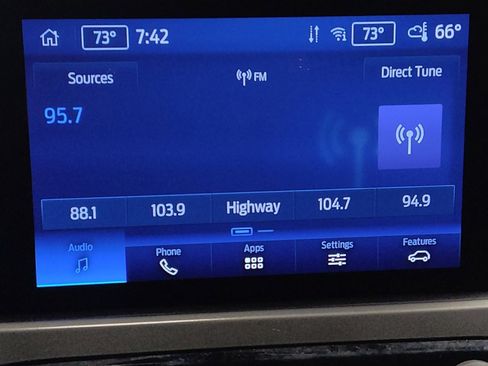 73° 7:42 73° 66°
Sources FM Direct Tune
95.7
88.1 103.9 Highway 104.7 94.9
Audio Phone Apps Settings Features